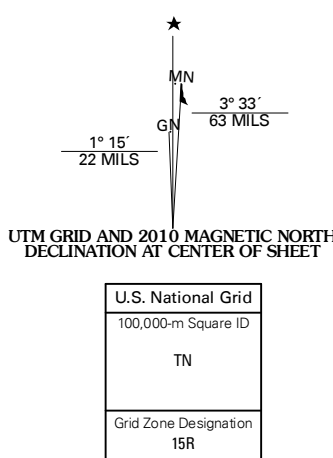 MN
3° 33´
63 MILS
GN
1° 15´
22 MILS
UTM GRID AND 2010 MAGNETIC NORTH
DECLINATION AT CENTER OF SHEET
U.S. National Grid
100,000-m Square ID
TN
Grid Zone Designation
15R